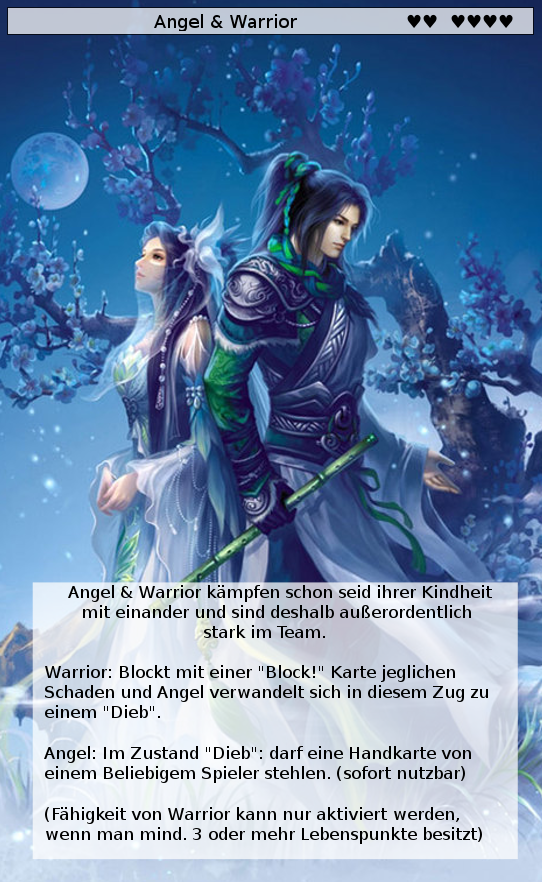 Angel & Warrior ♥♥ ♥♥♥♥
Angel & Warrior kämpfen schon seid ihrer Kindheit
mit einander und sind deshalb außerordentlich
stark im Team.
Warrior: Blockt mit einer "Block!" Karte jeglichen
Schaden und Angel verwandelt sich in diesem Zug zu
einem "Dieb".
Angel: Im Zustand "Dieb": darf eine Handkarte von
einem Beliebigem Spieler stehlen. (sofort nutzbar)
(Fähigkeit von Warrior kann nur aktiviert werden,
wenn man mind. 3 oder mehr Lebenspunkte besitzt)